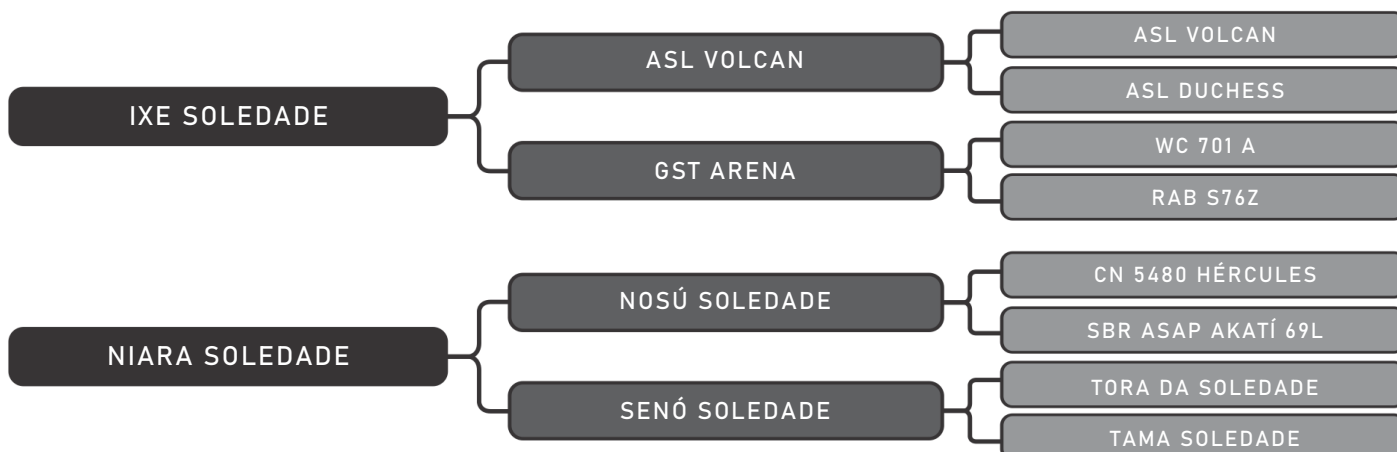 IXE SOLEDADE
ASL VOLCAN
GST ARENA
ASL VOLCAN
ASL DUCHESS
WC 701 A
RAB S76Z
NIARA SOLEDADE
NOSÚ SOLEDADE
SENÓ SOLEDADE
CN 5480 HÉRCULES
SBR ASAP AKATÍ 69L
TORA DA SOLEDADE
TAMA SOLEDADE